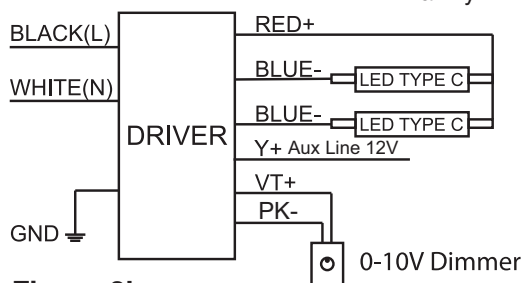 BLACK(L)
WHITE(N)
GND
DRIVER
RED+
BLUE-
LED TYPE C
BLUE-
LED TYPE C
Y+ Aux Line 12V
VT+
PK-
0-10V Dimmer